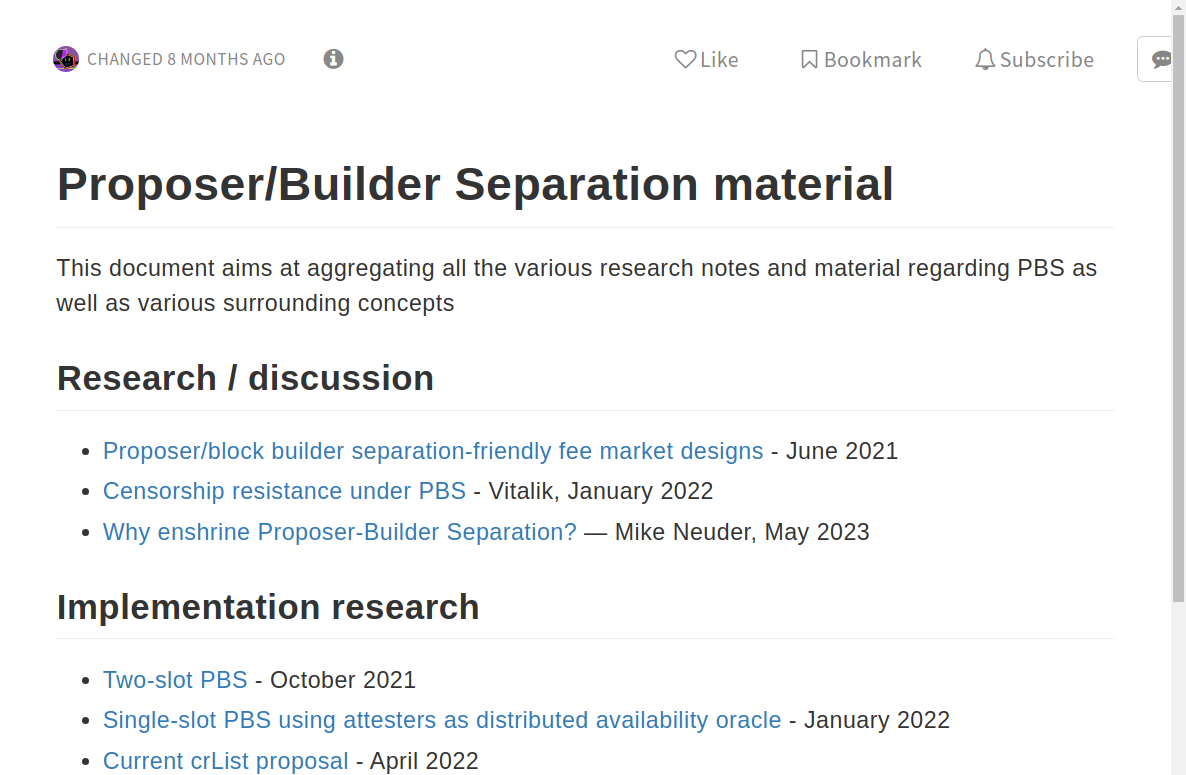 CHANGED 8 MONTHS AGO
Like
Bookmark
Subscribe
Proposer/Builder Separation material
This document aims at aggregating all the various research notes and material regarding PBS as
well as various surrounding concepts
Research / discussion
Proposer/block builder separation-friendly fee market designs - June 2021
Censorship resistance under PBS - Vitalik, January 2022
Why enshrine Proposer-Builder Separation? — Mike Neuder, May 2023
Implementation research
Two-slot PBS - October 2021
Single-slot PBS using attesters as distributed availability oracle - January 2022
Current crList proposal - April 2022